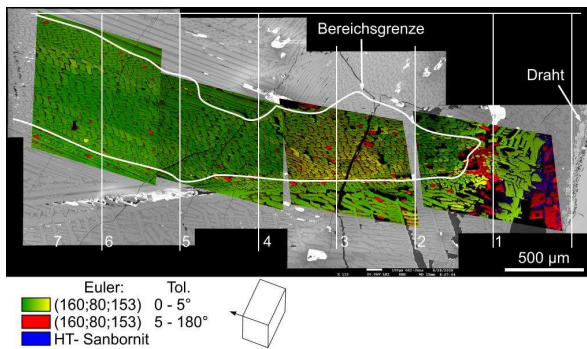 Bereichsgrenze
Draht
7 6 5 4 3 2 1
500 µm
Euler: Tol.
(160;80;153) 0 - 5°
(160;80;153) 5 - 180°
HT- Sanbornit